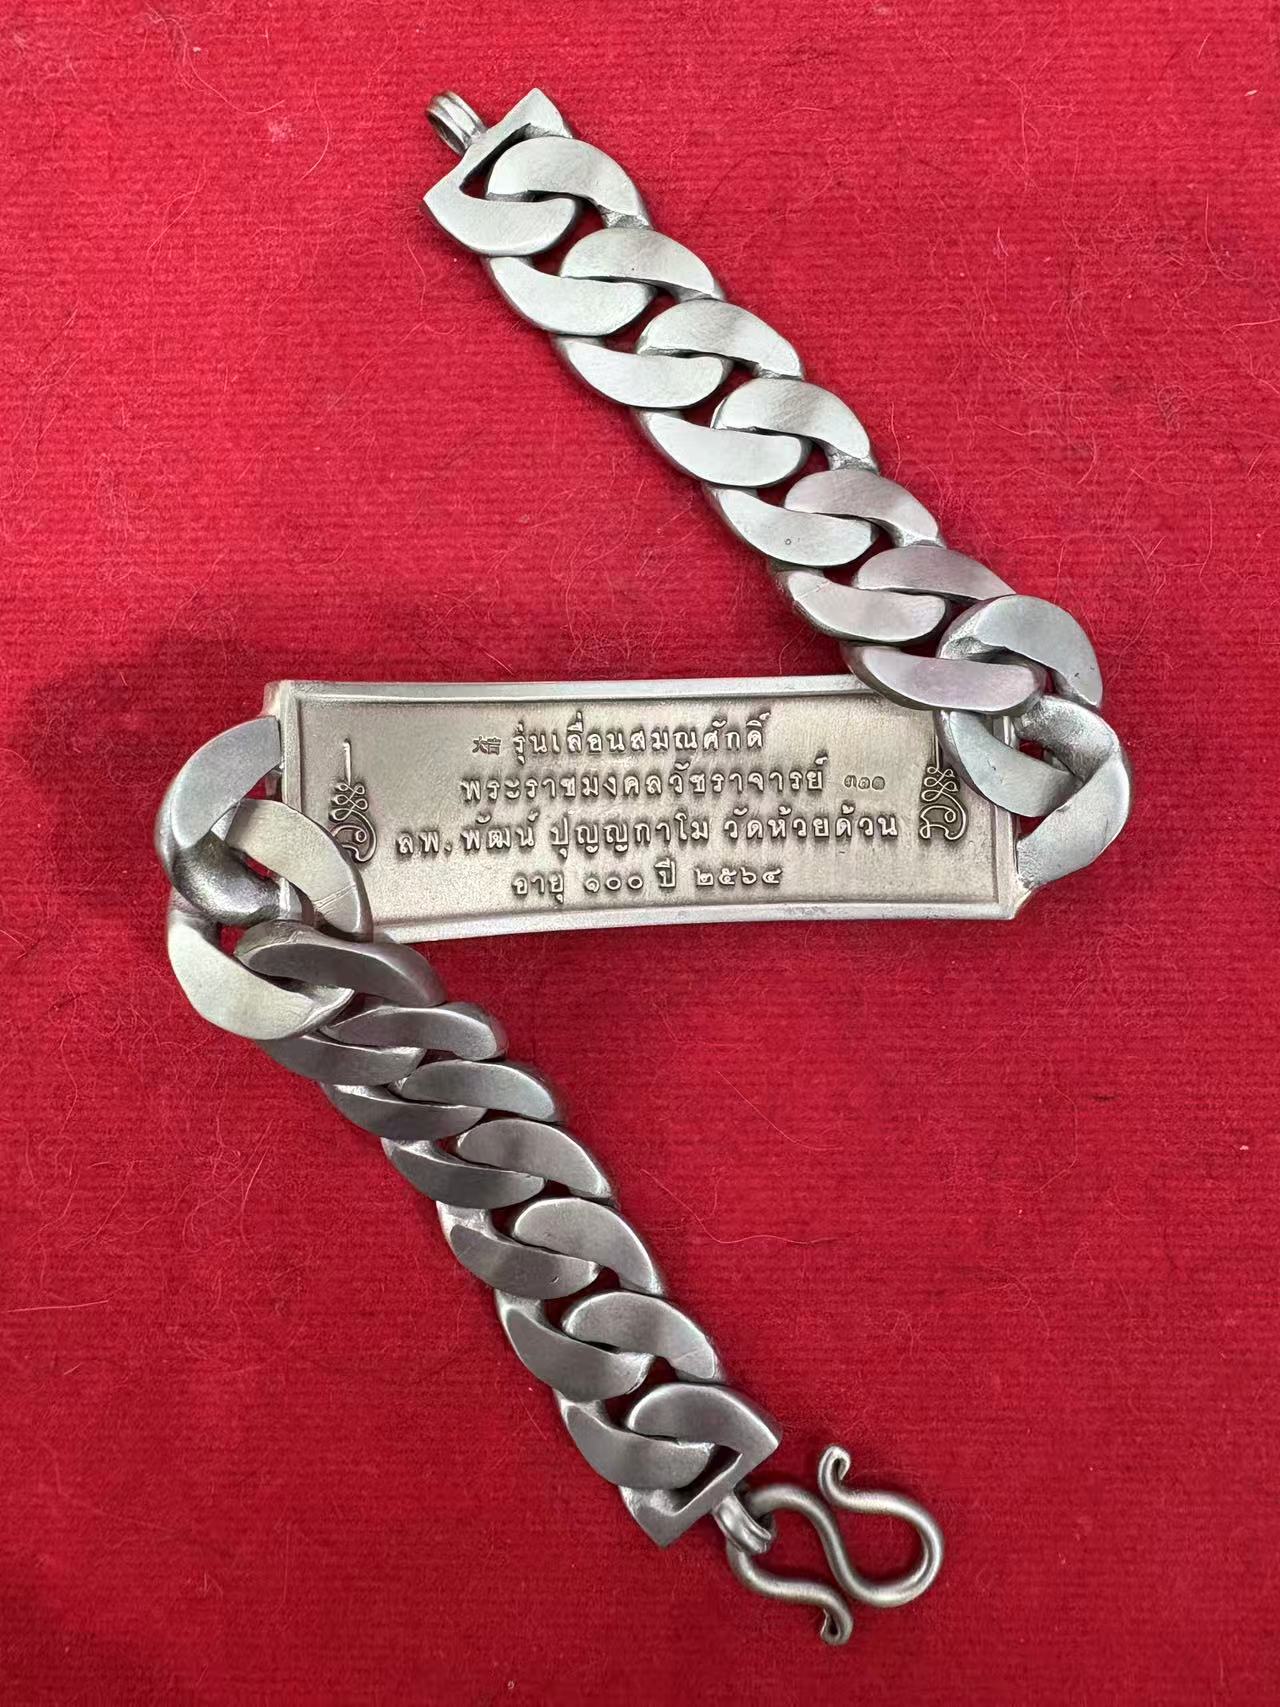 大吉 รุ่นเลื่อนสมณศักดิ์
พระราชมงคลวัชราจารย์
ลพ. พัฒน์ ปุญญกาโม วัดห้วยด้วน
อายุ ๑๐๐ ปี ๒๕๖๔